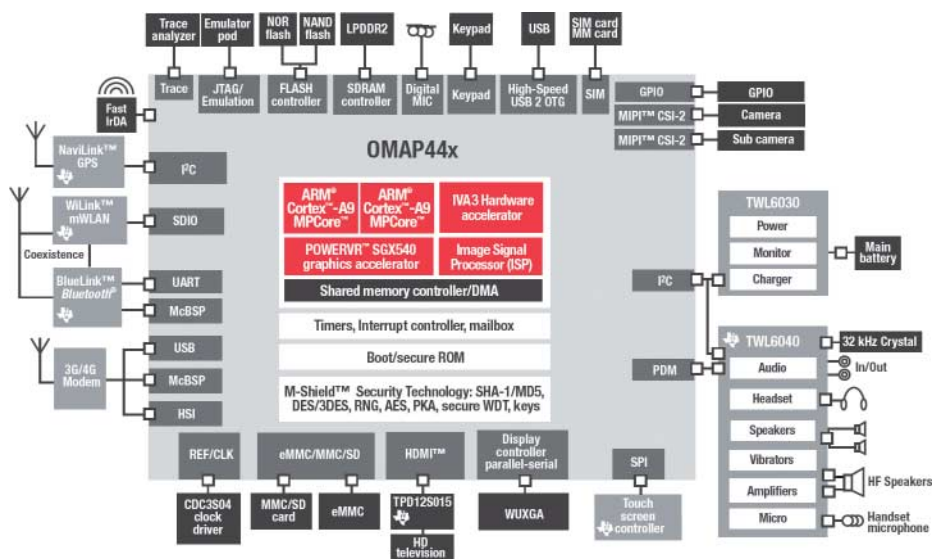 Trace
analyzer
Emulator
pod
NOR
flash
NAND
flash
LPDDR2
Keypad
USB
SIM card
MM card
Trace
JTAG/
Emulation
FLASH
controller
SDRAM
controller
Digital
MIC
Keypad
High-Speed
USB 2 OTG
SIM
GPIO
GPIO
MIPI™ CSI-2
Camera
MIPI™ CSI-2
Sub camera
Fast
IrDA
NaviLink™
GPS
I²C
WiLink™
mWLAN
SDIO
Coexistence
BlueLink™
Bluetooth®
UART
McBSP
3G/4G
Modem
USB
McBSP
HSI
OMAP44x
ARM®
Cortex™-A9
MPCore™
ARM®
Cortex™-A9
MPCore™
IVA3 Hardware
accelerator
POWERVR™ SGX540
graphics accelerator
Image Signal
Processor (ISP)
Shared memory controller/DMA
Timers, Interrupt controller, mailbox
Boot/secure ROM
M-Shield™ Security Technology: SHA-1/MD5,
DES/3DES, RNG, AES, PKA, secure WDT, keys
I²C
PDM
TWL6030
Power
Monitor
Charger
Main
battery
TWL6040
32 kHz Crystal
Audio
In/Out
Headset
Speakers
Vibrators
Amplifiers
HF Speakers
Micro
Handset
microphone
REF/CLK
eMMC/MMC/SD
HDMI™
Display
controller
parallel-serial
SPI
CDC3S04
clock
driver
MMC/SD
card
eMMC
TPD12S015
HD
television
WUXGA
Touch
screen
controller